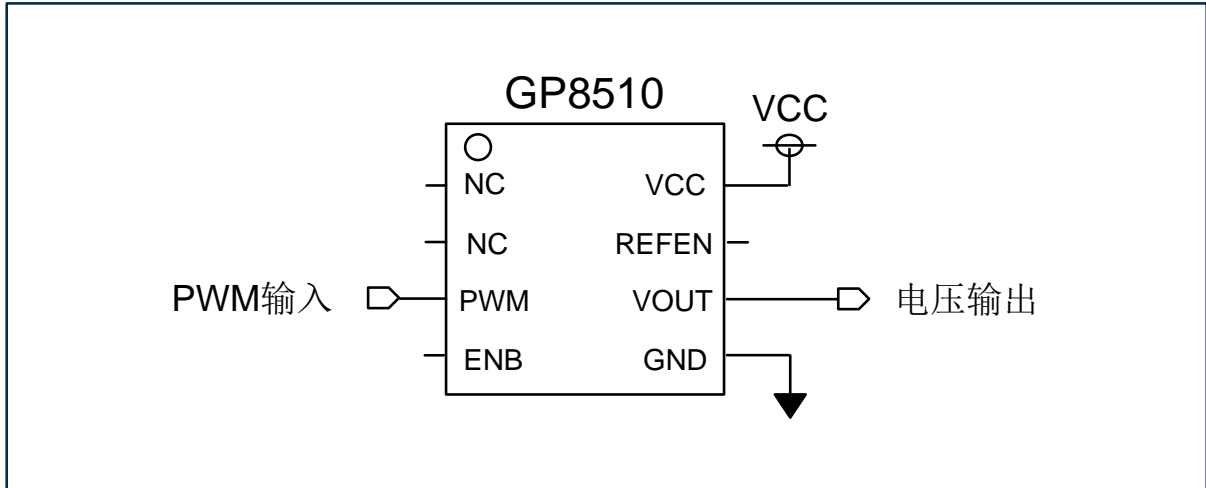 GP8510
VCC
NC VCC
NC REFEN
PWM输入 PWM VOUT 电压输出
ENB GND